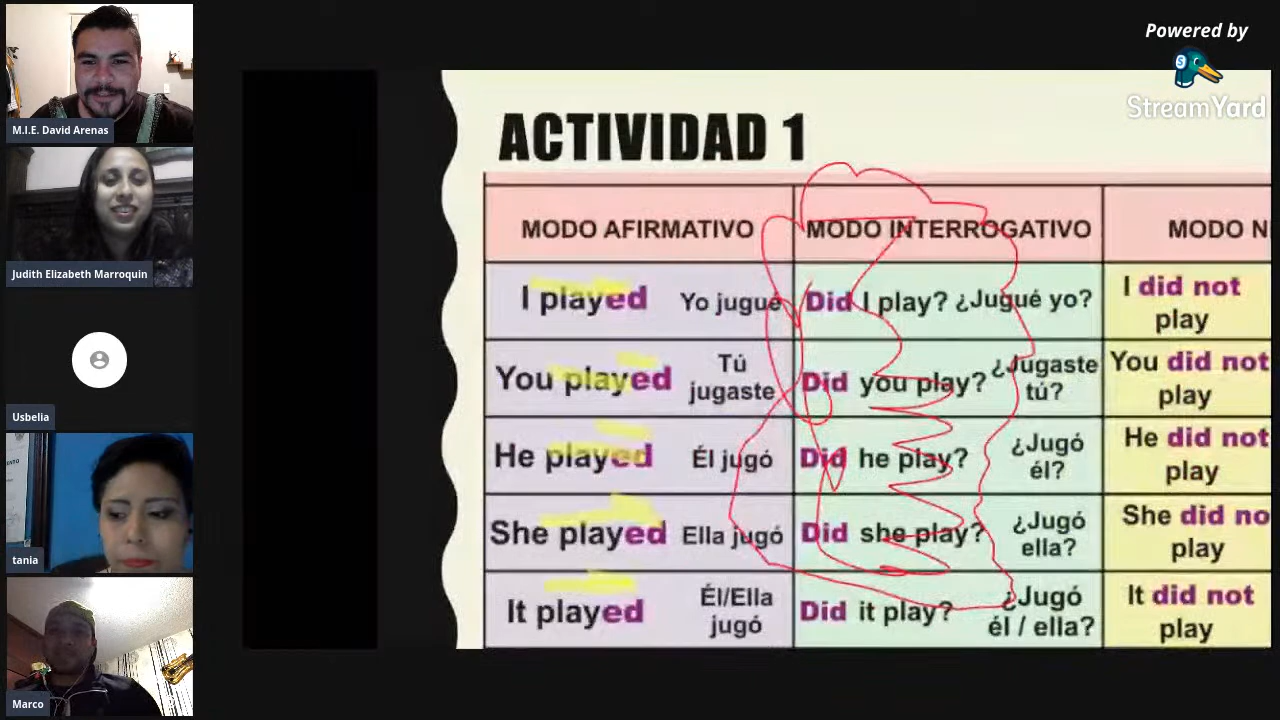 M.I.E. David Arenas
Judith Elizabeth Marroquin
Usbelia
tania
Marco
Powered by
StreamYard
ACTIVIDAD 1
MODO AFIRMATIVO
MODO INTERROGATIVO
MODO N
I played
Yo jugué
Did I play?
¿Jugué yo?
I did not
play
You played
Tú
jugaste
Did you play?
¿Jugaste
tú?
You did not
play
He played
Él jugó
Did he play?
¿Jugó
él?
He did not
play
She played
Ella jugó
Did she play?
¿Jugó
ella?
She did no
play
It played
Él/Ella
jugó
Did it play?
¿Jugó
él / ella?
It did not
play